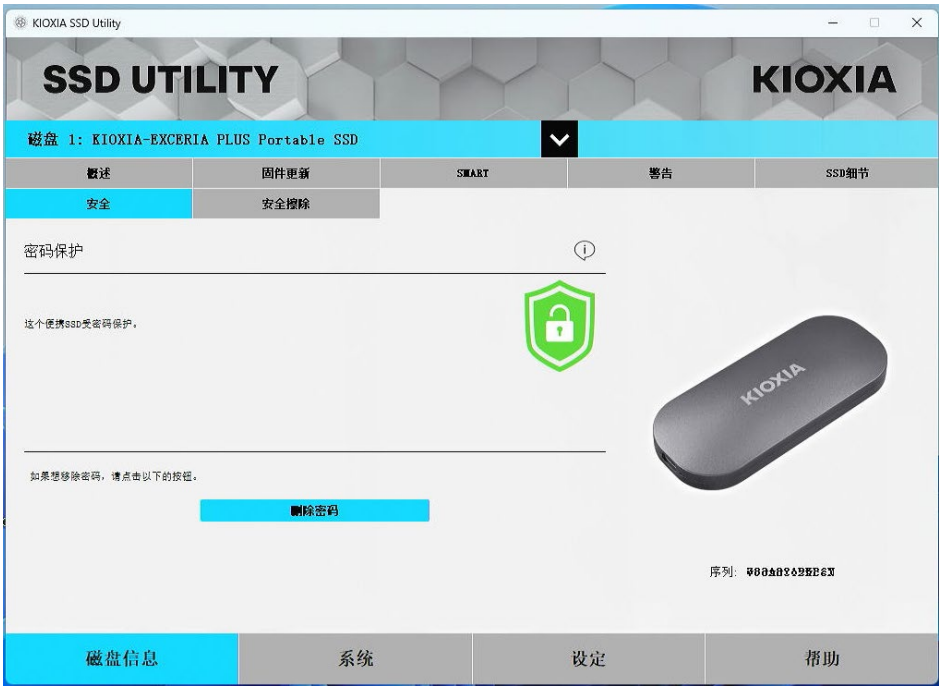 KIOXIA SSD Utility
SSD UTILITY
KIOXIA
磁盘 1: KIOXIA-EXCERIA PLUS Portable SSD
概述 固件更新 SMART 警告 SSD细节
安全 安全擦除
密码保护
这个便携SSD受密码保护。
KIOXIA
如果想移除密码，请点击以下的按钮。
删除密码
序列:
磁盘信息 系统 设定 帮助